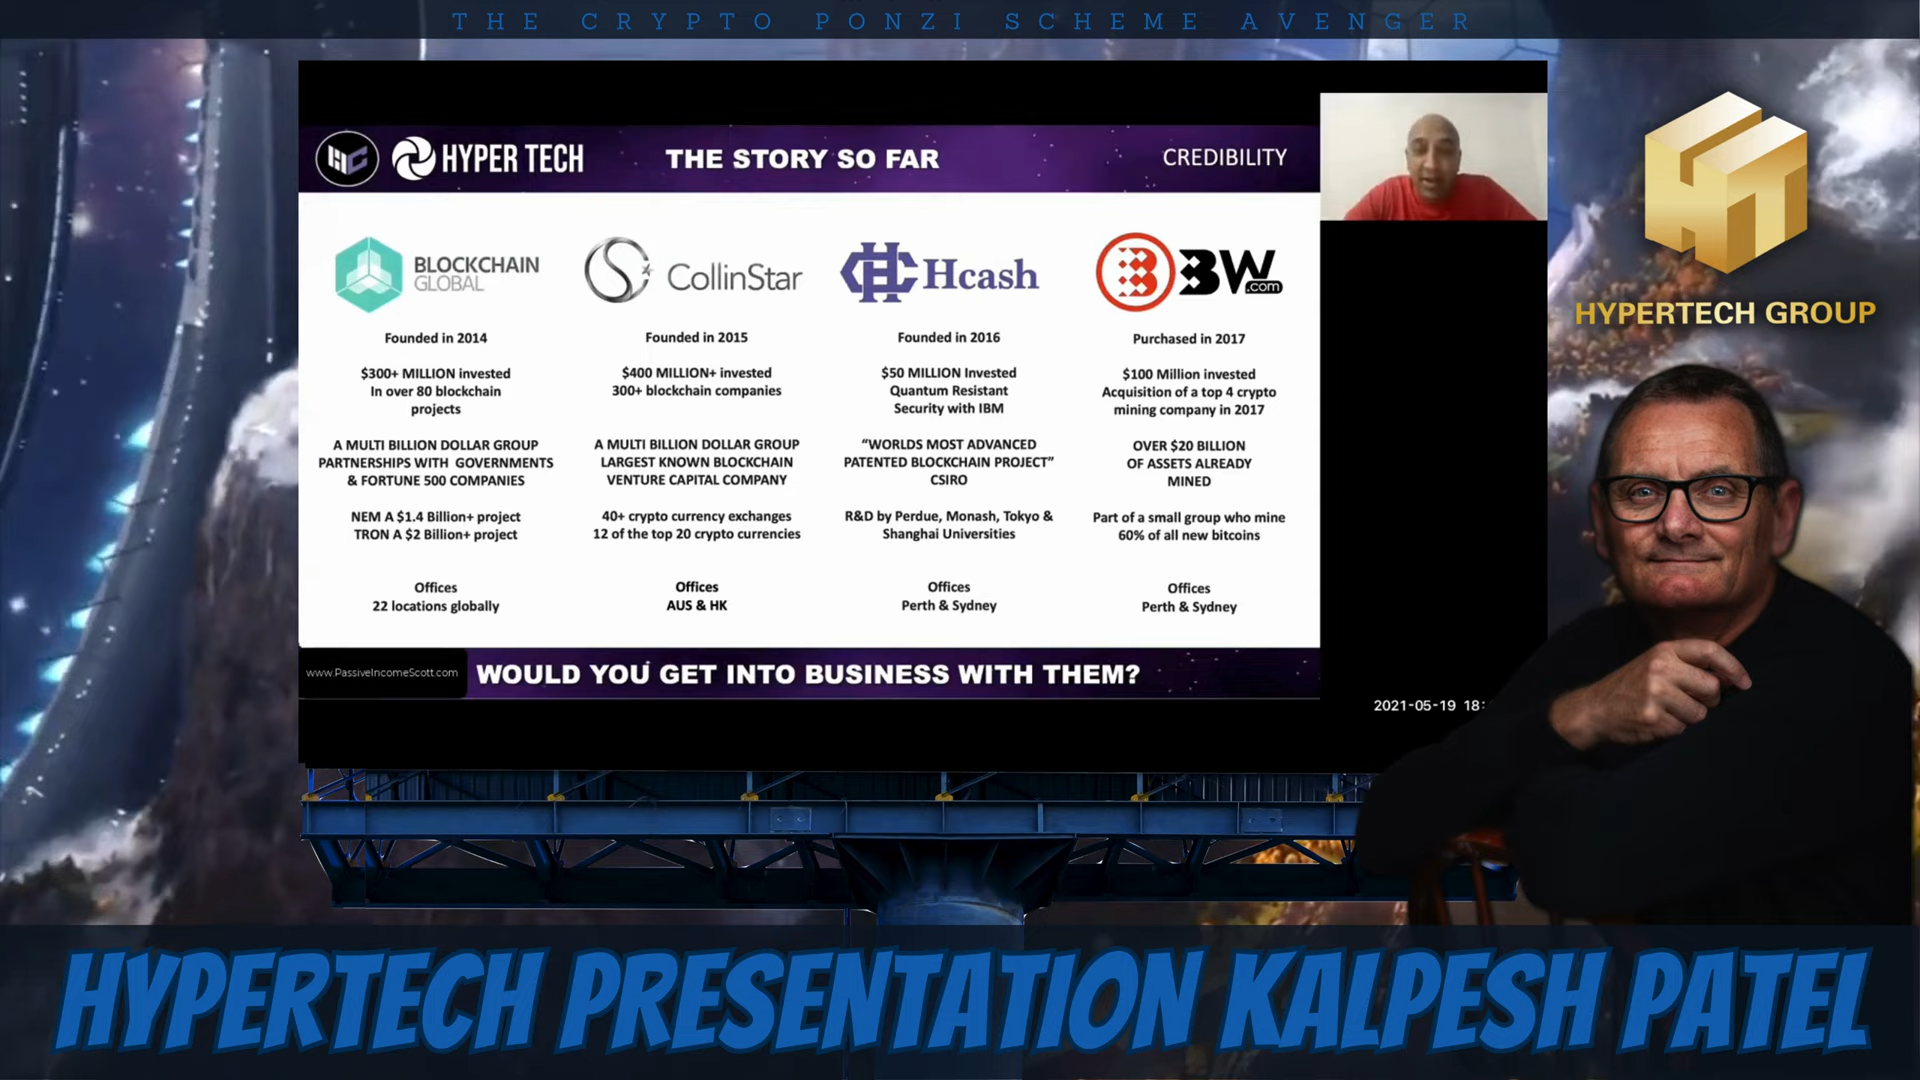 THE CRYPTO PONZI SCHEME AVENGER
HC
HYPER TECH
THE STORY SO FAR
CREDIBILITY
BLOCKCHAIN
GLOBAL
Founded in 2014
$300+ MILLION invested
In over 80 blockchain
projects
A MULTI BILLION DOLLAR GROUP
PARTNERSHIPS WITH GOVERNMENTS
& FORTUNE 500 COMPANIES
NEM A $1.4 Billion+ project
TRON A $2 Billion+ project
Offices
22 locations globally
CollinStar
Founded in 2015
$400 MILLION+ invested
300+ blockchain companies
A MULTI BILLION DOLLAR GROUP
LARGEST KNOWN BLOCKCHAIN
VENTURE CAPITAL COMPANY
40+ crypto currency exchanges
12 of the top 20 crypto currencies
Offices
AUS & HK
Hcash
Founded in 2016
$50 MILLION Invested
Quantum Resistant
Security with IBM
“WORLDS MOST ADVANCED
PATENTED BLOCKCHAIN PROJECT”
CSIRO
R&D by Perdue, Monash, Tokyo &
Shanghai Universities
Offices
Perth & Sydney
BW
.com
Purchased in 2017
$100 Million invested
Acquisition of a top 4 crypto
mining company in 2017
OVER $20 BILLION
OF ASSETS ALREADY
MINED
Part of a small group who mine
60% of all new bitcoins
Offices
Perth & Sydney
www.PassiveIncomeScott.com
WOULD YOU GET INTO BUSINESS WITH THEM?
2021-05-19 18:
HT
HYPERTECH GROUP
HYPERTECH PRESENTATION KALPESH PATEL